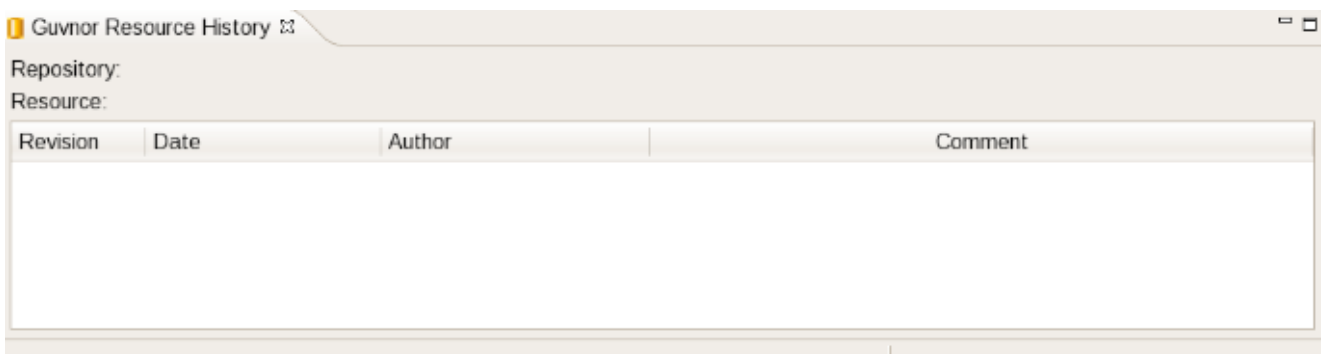 Guvnor Resource History
Repository:
Resource:
Revision Date Author Comment